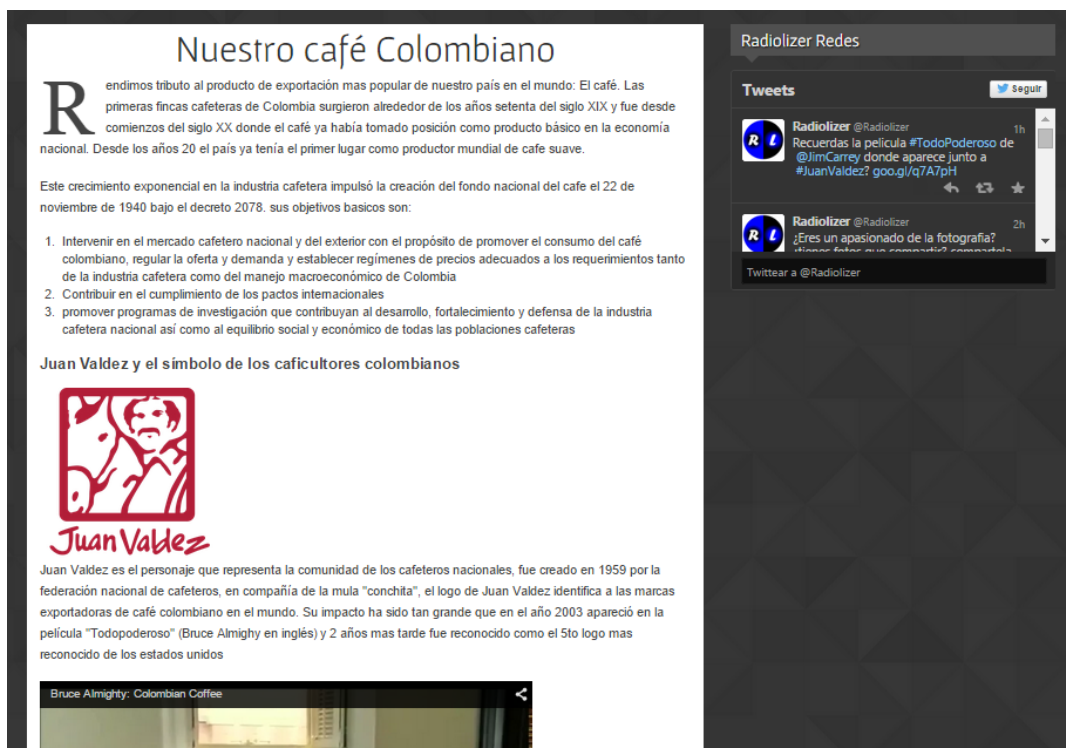 Nuestro café Colombiano
Rendimos tributo al producto de exportación mas popular de nuestro país en el mundo: El café. Las
primeras fincas cafeteras de Colombia surgieron alrededor de los años setenta del siglo XIX y fue desde
comienzos del siglo XX donde el café ya había tomado posición como producto básico en la economía
nacional. Desde los años 20 el país ya tenía el primer lugar como productor mundial de cafe suave.
Este crecimiento exponencial en la industria cafetera impulsó la creación del fondo nacional del cafe el 22 de
noviembre de 1940 bajo el decreto 2078. sus objetivos basicos son:
1. Intervenir en el mercado cafetero nacional y del exterior con el propósito de promover el consumo del café
colombiano, regular la oferta y demanda y establecer regímenes de precios adecuados a los requerimientos tanto
de la industria cafetera como del manejo macroeconómico de Colombia
2. Contribuir en el cumplimiento de los pactos internacionales
3. promover programas de investigación que contribuyan al desarrollo, fortalecimiento y defensa de la industria
cafetera nacional así como al equilibrio social y económico de todas las poblaciones cafeteras
Juan Valdez y el símbolo de los caficultores colombianos
Juan Valdez
Juan Valdez es el personaje que representa la comunidad de los cafeteros nacionales, fue creado en 1959 por la
federación nacional de cafeteros, en compañía de la mula "conchita", el logo de Juan Valdez identifica a las marcas
exportadoras de café colombiano en el mundo. Su impacto ha sido tan grande que en el año 2003 apareció en la
película "Todopoderoso" (Bruce Almighy en inglés) y 2 años mas tarde fue reconocido como el 5to logo mas
reconocido de los estados unidos
Bruce Almighty: Colombian Coffee
Radiolizer Redes
Tweets
Seguir
R L
Radiolizer @Radiolizer 1h
Recuerdas la pelicula #TodoPoderoso de
@JimCarrey donde aparece junto a
#JuanValdez? goo.gl/q7A7pH
R L
Radiolizer @Radiolizer 2h
¿Eres un apasionado de la fotografia?
¿tienes fotos que compartir? compartela
Twittear a @Radiolizer